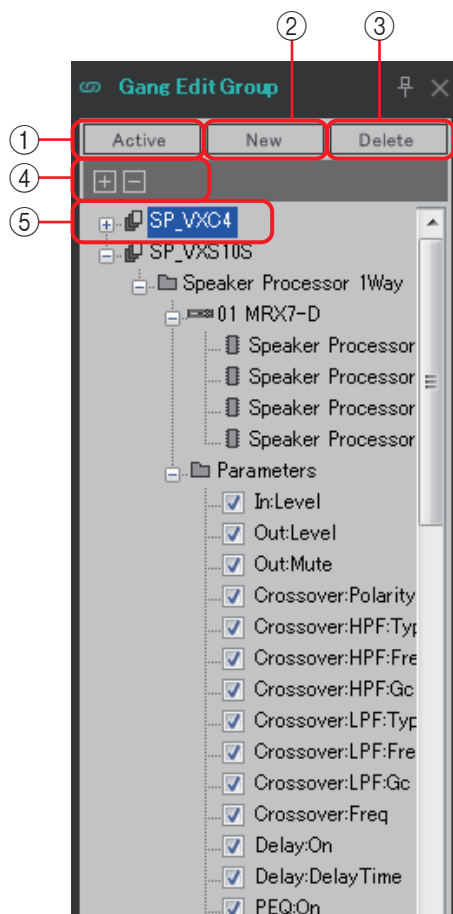 ② ③
Gang Edit Group
① Active New Delete
④
⑤ SP_VXC4
SP_VXS10S
Speaker Processor 1Way
01 MRX7-D
Speaker Processor
Speaker Processor
Speaker Processor
Speaker Processor
Parameters
In:Level
Out:Level
Out:Mute
Crossover:Polarity
Crossover:HPF:Typ
Crossover:HPF:Fre
Crossover:HPF:Gc
Crossover:LPF:Typ
Crossover:LPF:Fre
Crossover:LPF:Gc
Crossover:Freq
Delay:On
Delay:DelayTime
PEQ:On